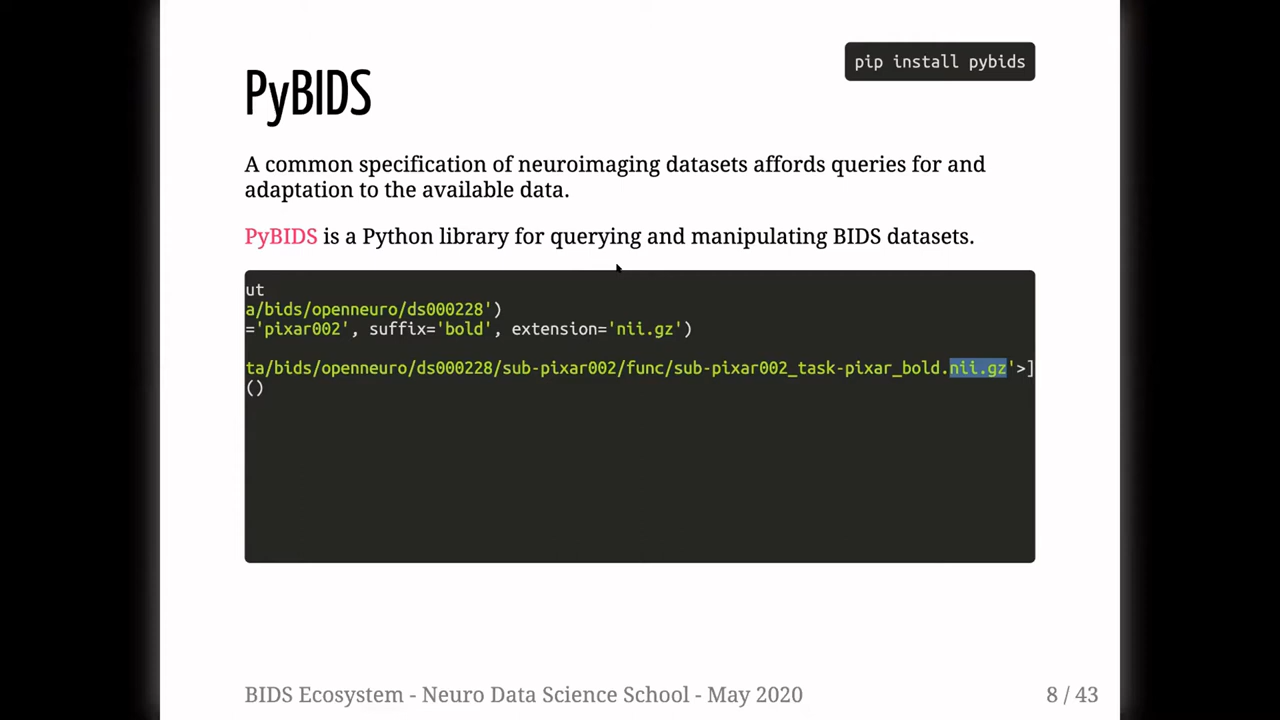 pip install pybids
PyBIDS
A common specification of neuroimaging datasets affords queries for and
adaptation to the available data.
PyBIDS is a Python library for querying and manipulating BIDS datasets.
ut
a/bids/openneuro/ds000228')
='pixar002', suffix='bold', extension='nii.gz')
ta/bids/openneuro/ds000228/sub-pixar002/func/sub-pixar002_task-pixar_bold.nii.gz'>]
()
BIDS Ecosystem - Neuro Data Science School - May 2020
8 / 43